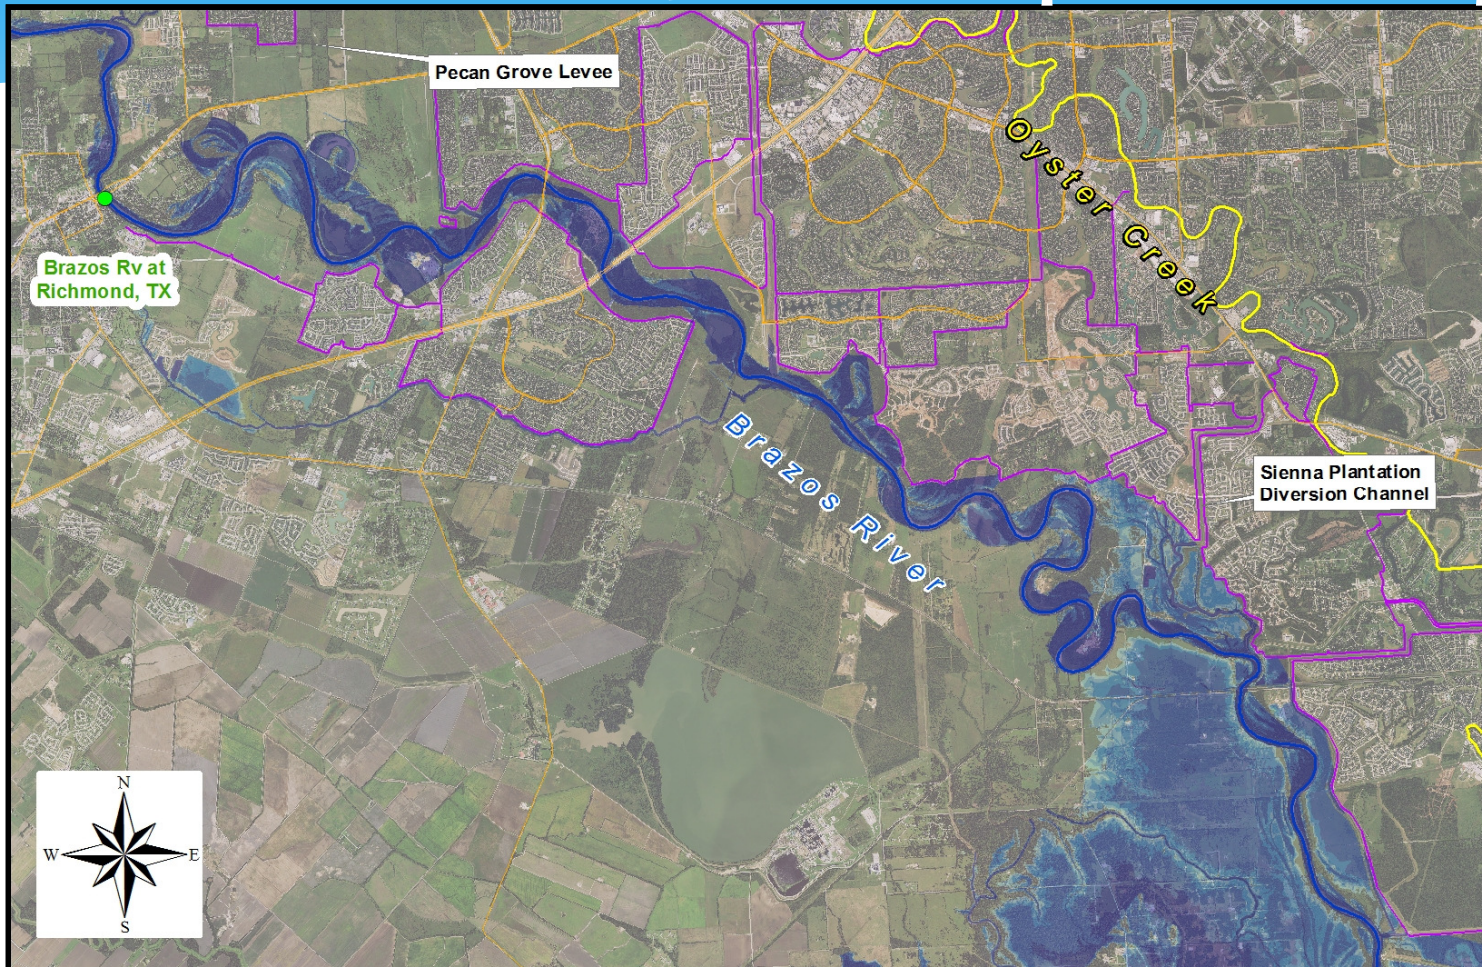 Pecan Grove Levee
Oyster Creek
Brazos Rv at
Richmond, TX
Brazos River
Sienna Plantation
Diversion Channel
N
W E
S